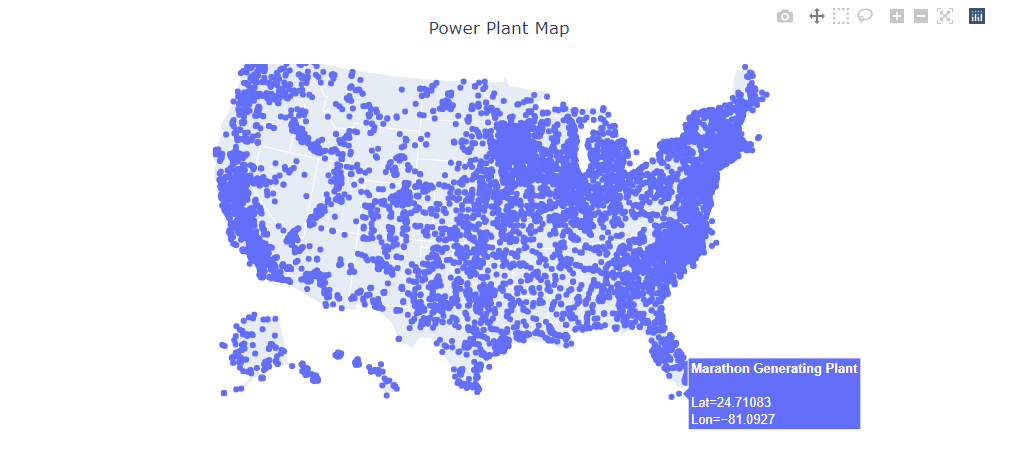 Power Plant Map
Marathon Generating Plant
Lat=24.71083
Lon=−81.0927